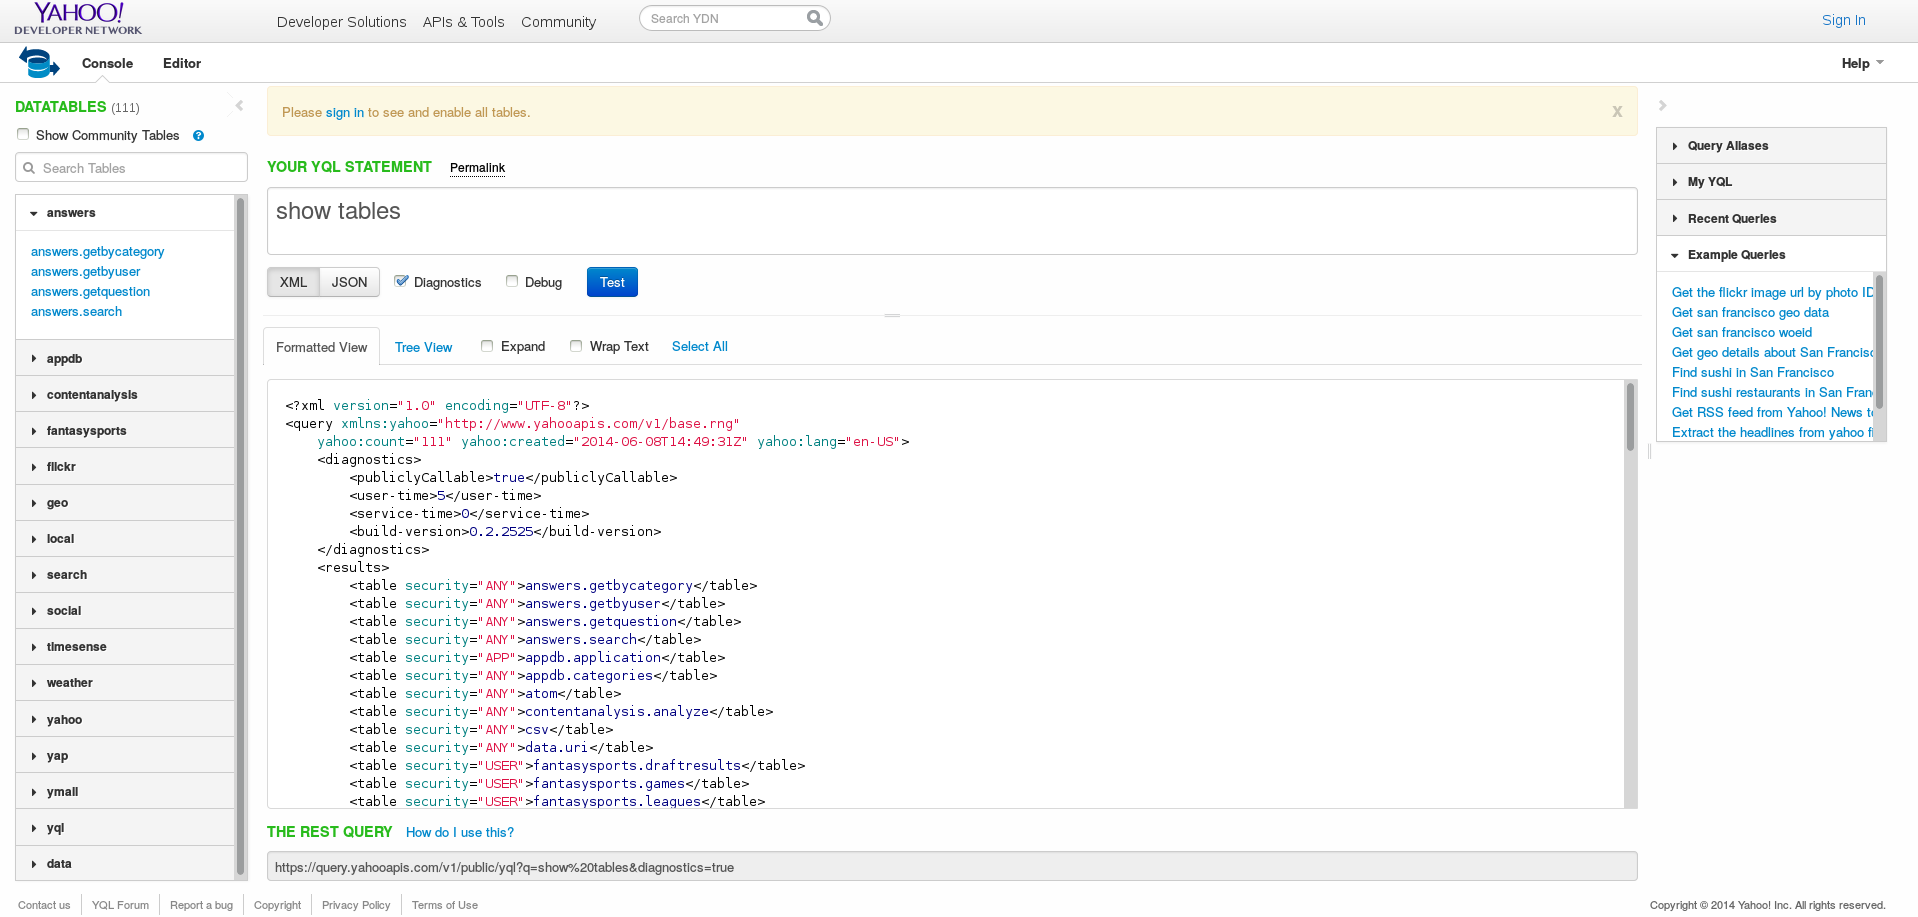 YAHOO!
DEVELOPER NETWORK
Developer Solutions APIs & Tools Community
Search YDN
Sign In
Console Editor
Help
DATATABLES (111)
Show Community Tables ?
Search Tables
answers
answers.getbycategory
answers.getbyuser
answers.getquestion
answers.search
appdb
contentanalysis
fantasysports
flickr
geo
local
search
social
timesense
weather
yahoo
yap
ymail
yql
data
Please sign in to see and enable all tables. x
YOUR YQL STATEMENT Permalink
show tables
XML JSON Diagnostics Debug Test
Formatted View Tree View Expand Wrap Text Select All
<?xml version="1.0" encoding="UTF-8"?>
<query xmlns:yahoo="http://www.yahooapis.com/v1/base.rng"
yahoo:count="111" yahoo:created="2014-06-08T14:49:31Z" yahoo:lang="en-US">
<diagnostics>
<publiclyCallable>true</publiclyCallable>
<user-time>5</user-time>
<service-time>0</service-time>
<build-version>0.2.2525</build-version>
</diagnostics>
<results>
<table security="ANY">answers.getbycategory</table>
<table security="ANY">answers.getbyuser</table>
<table security="ANY">answers.getquestion</table>
<table security="ANY">answers.search</table>
<table security="APP">appdb.application</table>
<table security="ANY">appdb.categories</table>
<table security="ANY">atom</table>
<table security="ANY">contentanalysis.analyze</table>
<table security="ANY">csv</table>
<table security="ANY">data.uri</table>
<table security="USER">fantasysports.draftresults</table>
<table security="USER">fantasysports.games</table>
<table security="USER">fantasysports.leagues</table>
THE REST QUERY How do I use this?
https://query.yahooapis.com/v1/public/yql?q=show%20tables&diagnostics=true
Query Aliases
My YQL
Recent Queries
Example Queries
Get the flickr image url by photo ID
Get san francisco geo data
Get san francisco woeid
Get geo details about San Francisc
Find sushi in San Francisco
Find sushi restaurants in San Fran
Get RSS feed from Yahoo! News t
Extract the headlines from yahoo fi
Contact us YQL Forum Report a bug Copyright Privacy Policy Terms of Use
Copyright © 2014 Yahoo! Inc. All rights reserved.